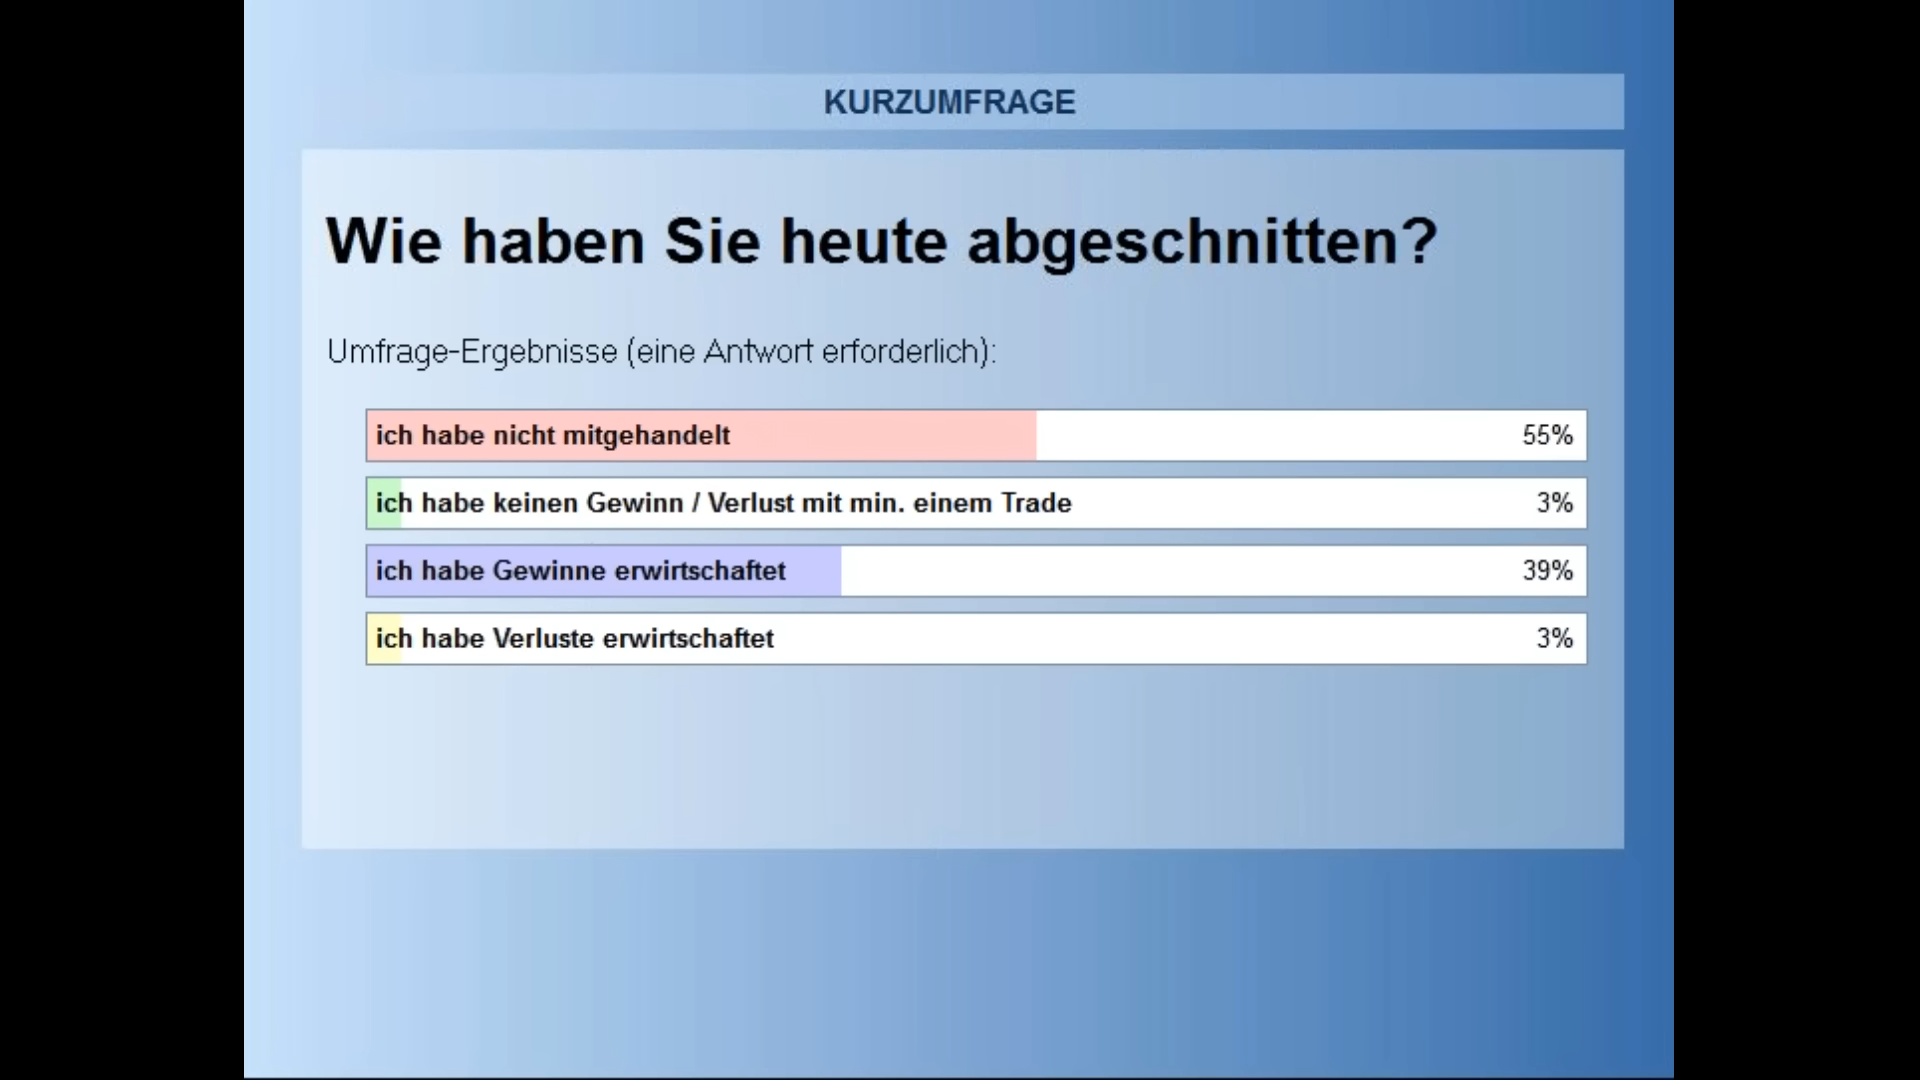 KURZUMFRAGE
Wie haben Sie heute abgeschnitten?
Umfrage-Ergebnisse (eine Antwort erforderlich):
ich habe nicht mitgehandelt 55%
ich habe keinen Gewinn / Verlust mit min. einem Trade 3%
ich habe Gewinne erwirtschaftet 39%
ich habe Verluste erwirtschaftet 3%